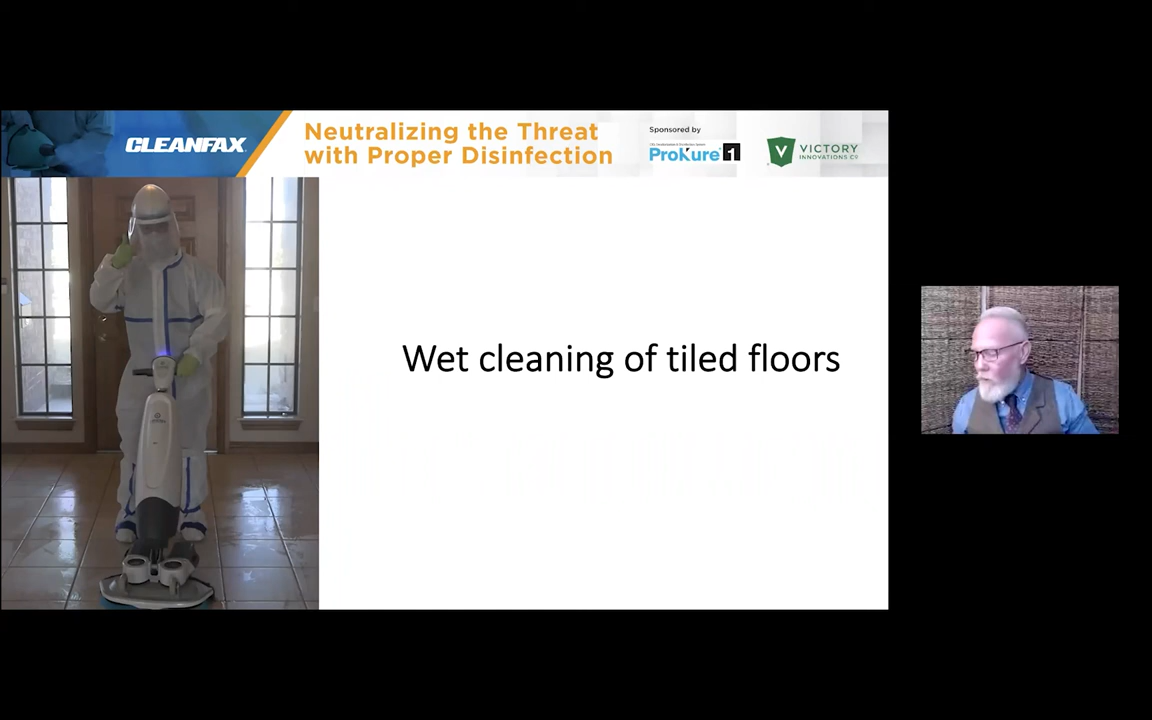 CLEANFAX
Neutralizing the Threat
with Proper Disinfection
Sponsored by
ProKure 1
VICTORY
INNOVATIONS CO
Wet cleaning of tiled floors